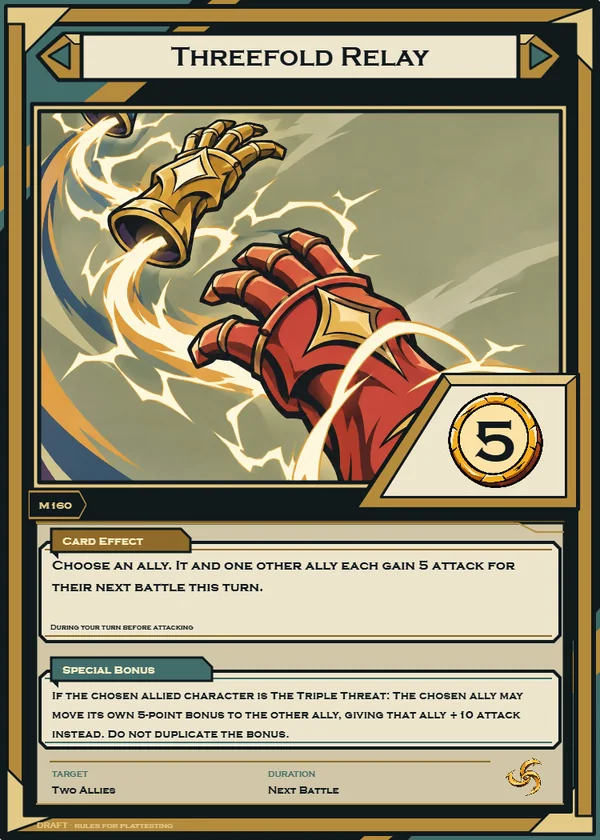 THREEFOLD RELAY
5
M160
CARD EFFECT
CHOOSE AN ALLY. IT AND ONE OTHER ALLY EACH GAIN 5 ATTACK FOR
THEIR NEXT BATTLE THIS TURN.
DURING YOUR TURN BEFORE ATTACKING
SPECIAL BONUS
IF THE CHOSEN ALLIED CHARACTER IS THE TRIPLE THREAT: THE CHOSEN ALLY MAY
MOVE ITS OWN 5-POINT BONUS TO THE OTHER ALLY, GIVING THAT ALLY +10 ATTACK
INSTEAD. DO NOT DUPLICATE THE BONUS.
TARGET
TWO ALLIES
DURATION
NEXT BATTLE
DRAFT · RULES FOR PLAYTESTING